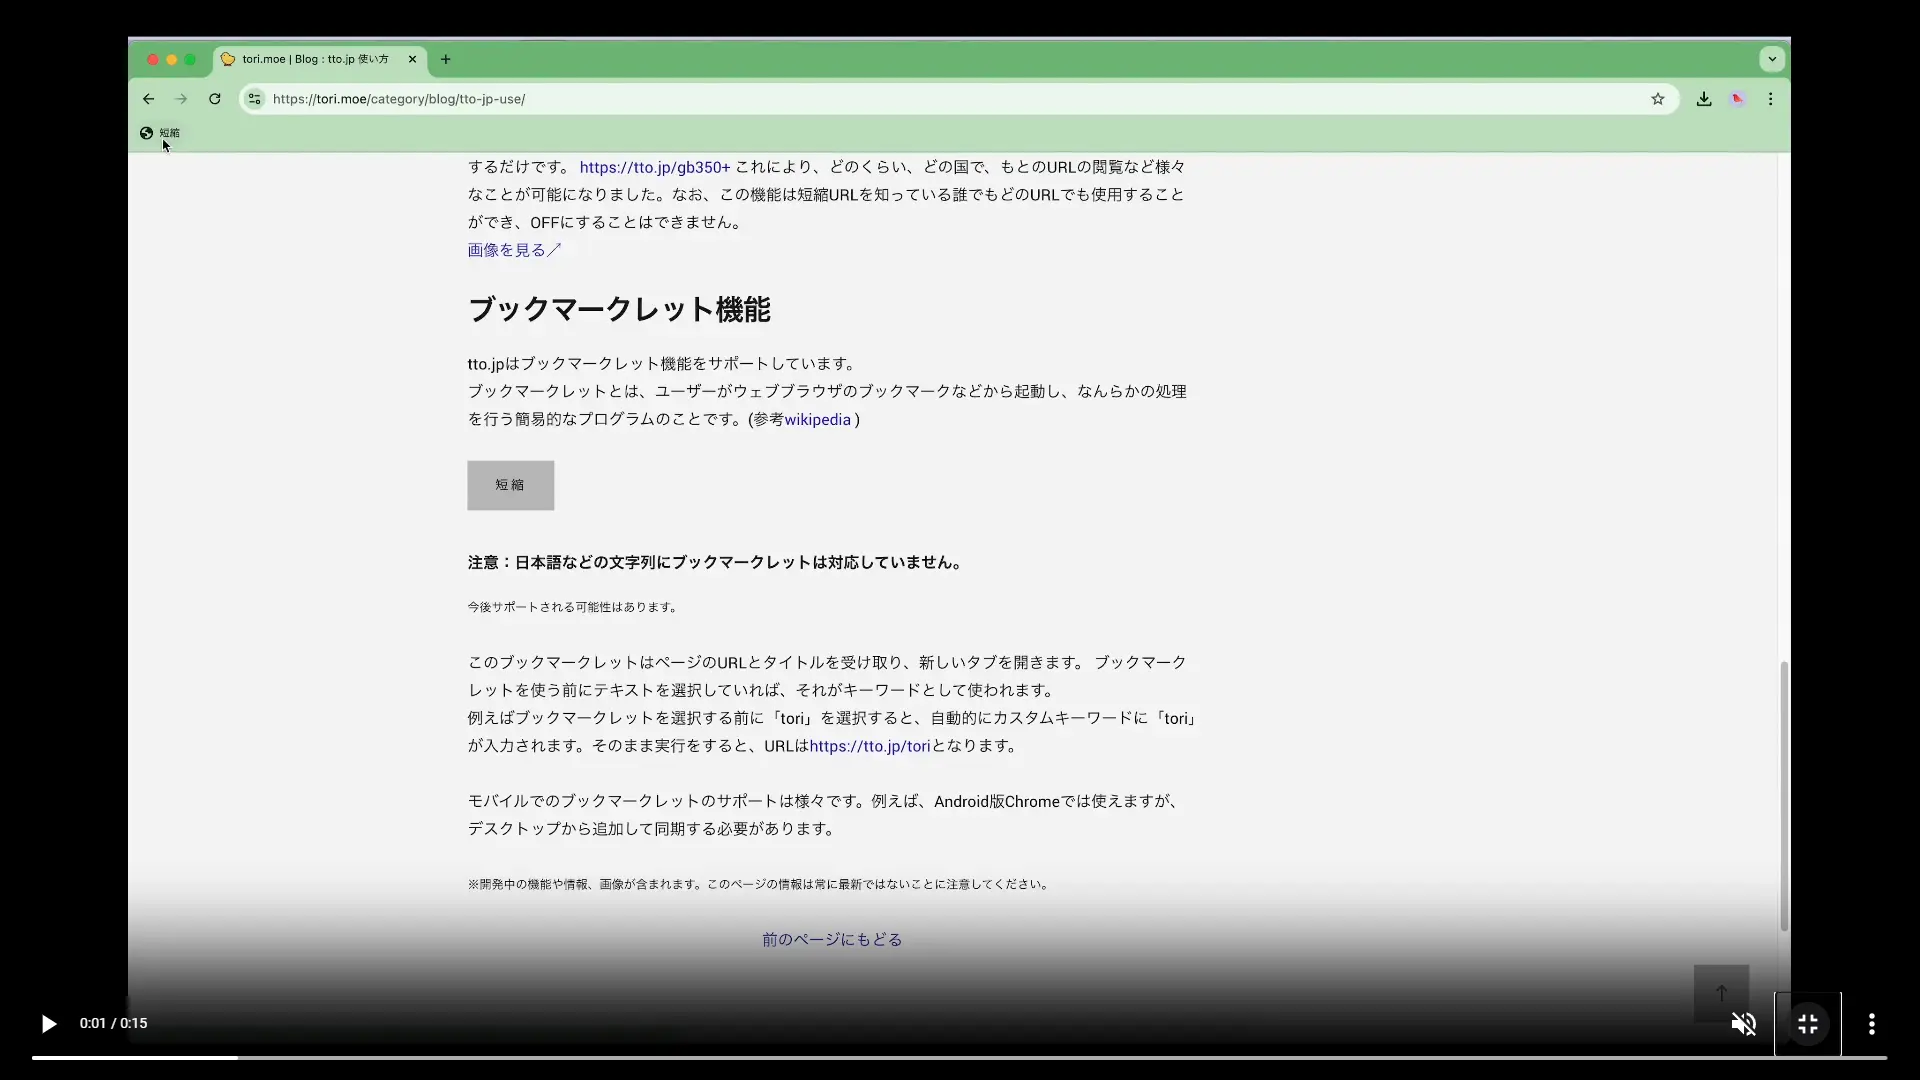 tori.moe | Blog : tto.jp 使い方
https://tori.moe/category/blog/tto-jp-use/
短縮
するだけです。 https://tto.jp/gb350+ これにより、どのくらい、どの国で、もとのURLの閲覧など様々
なことが可能になりました。なお、この機能は短縮URLを知っている誰でもどのURLでも使用すること
ができ、OFFにすることはできません。
画像を見る↗
ブックマークレット機能
tto.jpはブックマークレット機能をサポートしています。
ブックマークレットとは、ユーザーがウェブブラウザのブックマークなどから起動し、なんらかの処理
を行う簡易的なプログラムのことです。(参考wikipedia )
短縮
注意：日本語などの文字列にブックマークレットは対応していません。
今後サポートされる可能性はあります。
このブックマークレットはページのURLとタイトルを受け取り、新しいタブを開きます。 ブックマーク
レットを使う前にテキストを選択していれば、それがキーワードとして使われます。
例えばブックマークレットを選択する前に「tori」を選択すると、自動的にカスタムキーワードに「tori」
が入力されます。そのまま実行をすると、URLはhttps://tto.jp/toriとなります。
モバイルでのブックマークレットのサポートは様々です。例えば、Android版Chromeでは使えますが、
デスクトップから追加して同期する必要があります。
※開発中の機能や情報、画像が含まれます。このページの情報は常に最新ではないことに注意してください。
前のページにもどる
↑
0:01 / 0:15